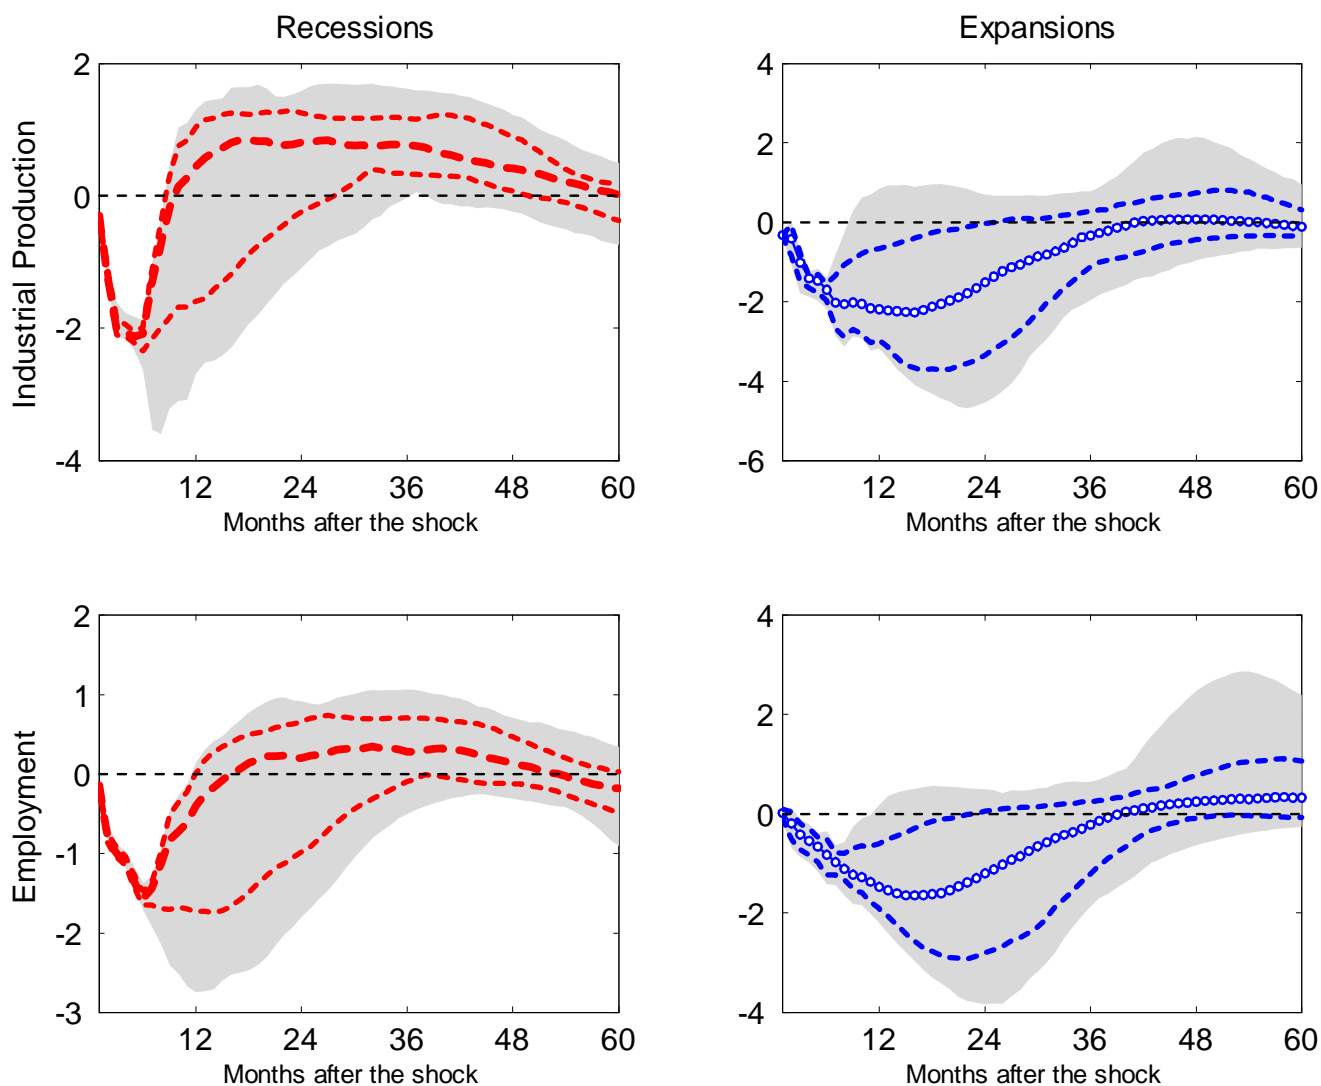 Recessions
Expansions
Industrial Production
2
0
-2
-4
12 24 36 48 60
Months after the shock
4
2
0
-2
-4
-6
12 24 36 48 60
Months after the shock
Employment
2
1
0
-1
-2
-3
12 24 36 48 60
Months after the shock
4
2
0
-2
-4
12 24 36 48 60
Months after the shock